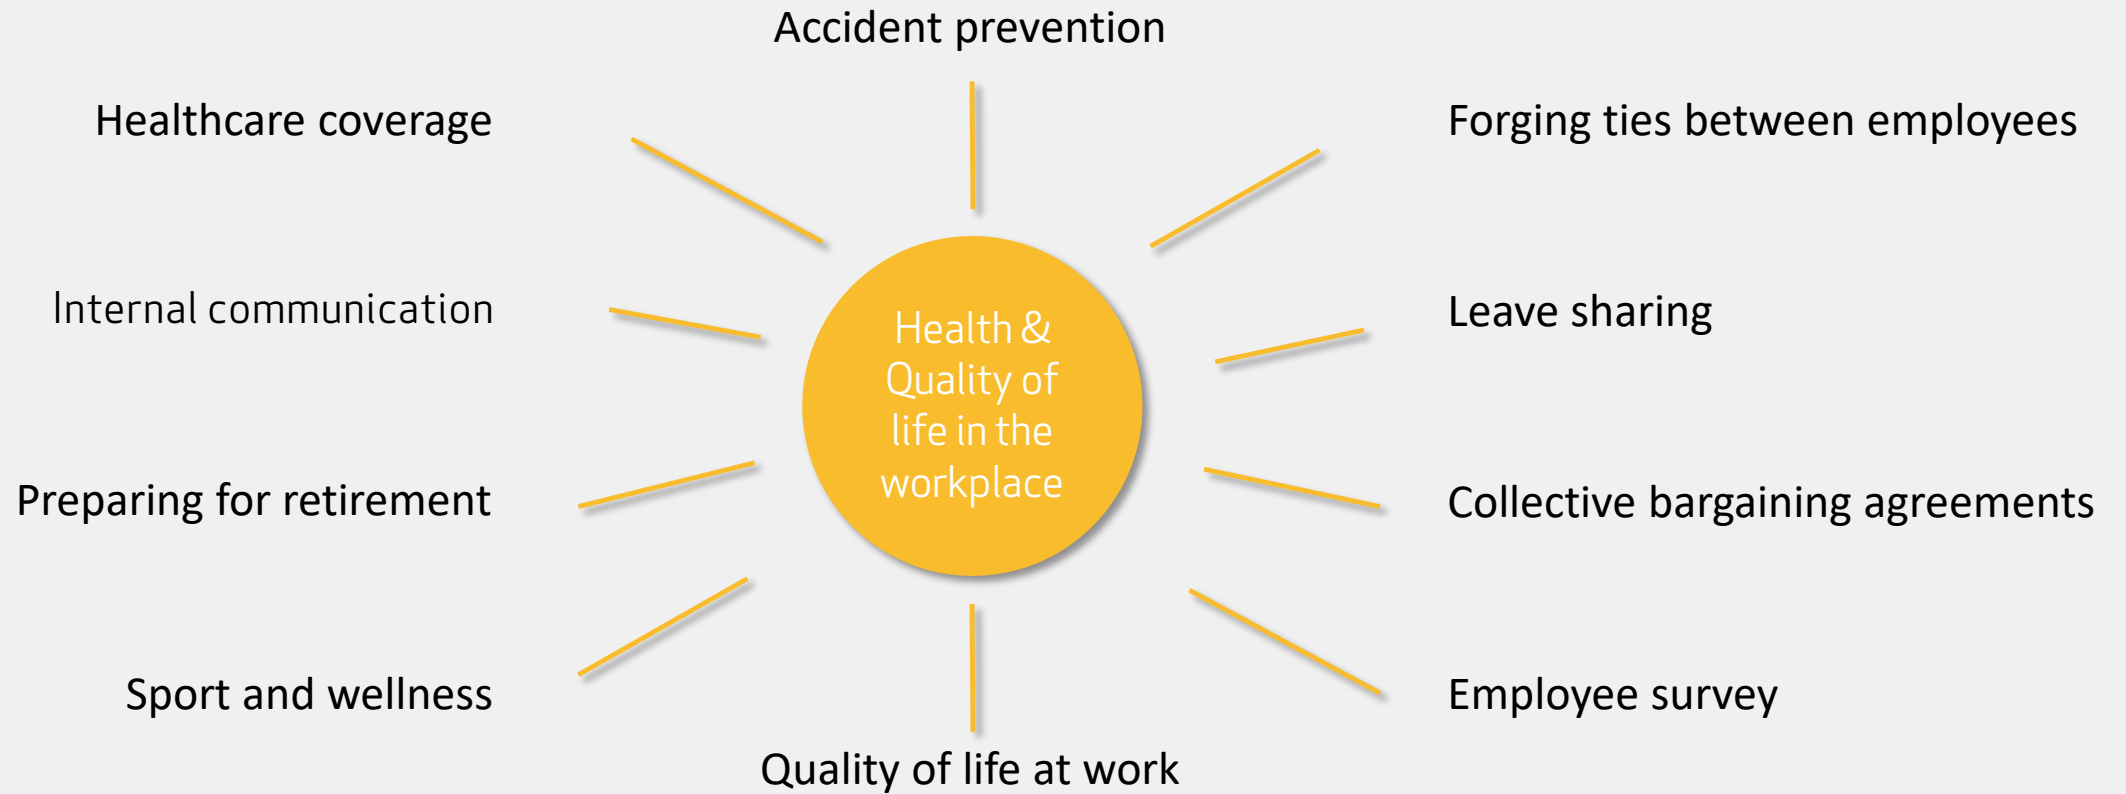 Accident prevention
Healthcare coverage
Forging ties between employees
Internal communication
Leave sharing
Health &
Quality of
life in the
workplace
Preparing for retirement
Collective bargaining agreements
Sport and wellness
Employee survey
Quality of life at work